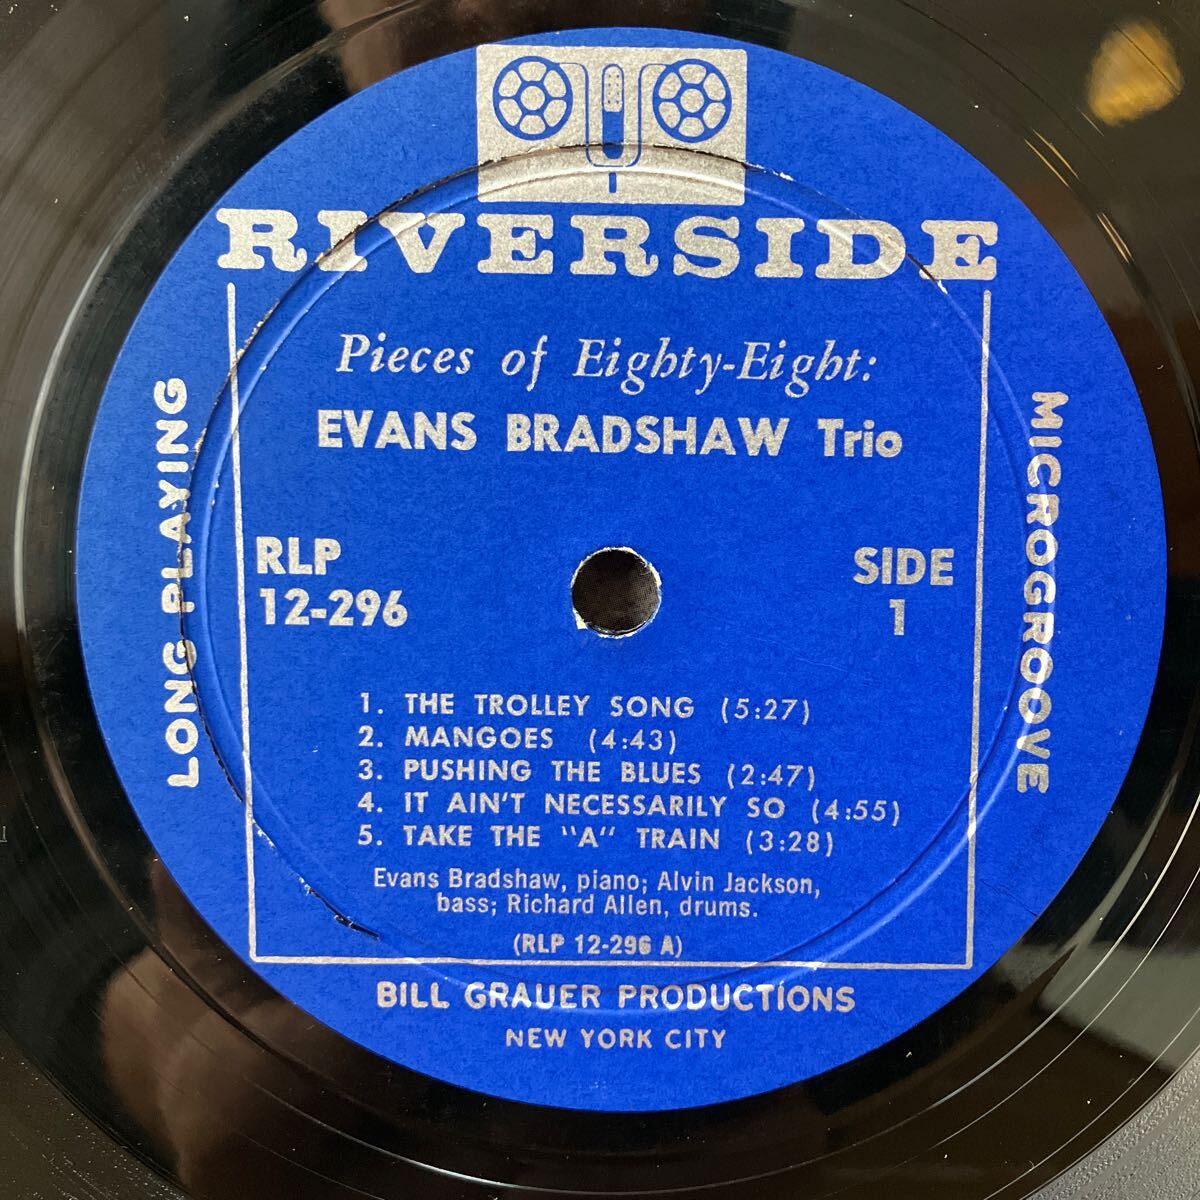 RIVERSIDE
Pieces of Eighty-Eight:
EVANS BRADSHAW Trio
LONG PLAYING
MICROGROOVE
RLP
12-296
SIDE
1
1. THE TROLLEY SONG (5:27)
2. MANGOES (4:43)
3. PUSHING THE BLUES (2:47)
4. IT AIN'T NECESSARILY SO (4:55)
5. TAKE THE "A" TRAIN (3:28)
Evans Bradshaw, piano; Alvin Jackson,
bass; Richard Allen, drums.
(RLP 12-296 A)
BILL GRAUER PRODUCTIONS
NEW YORK CITY